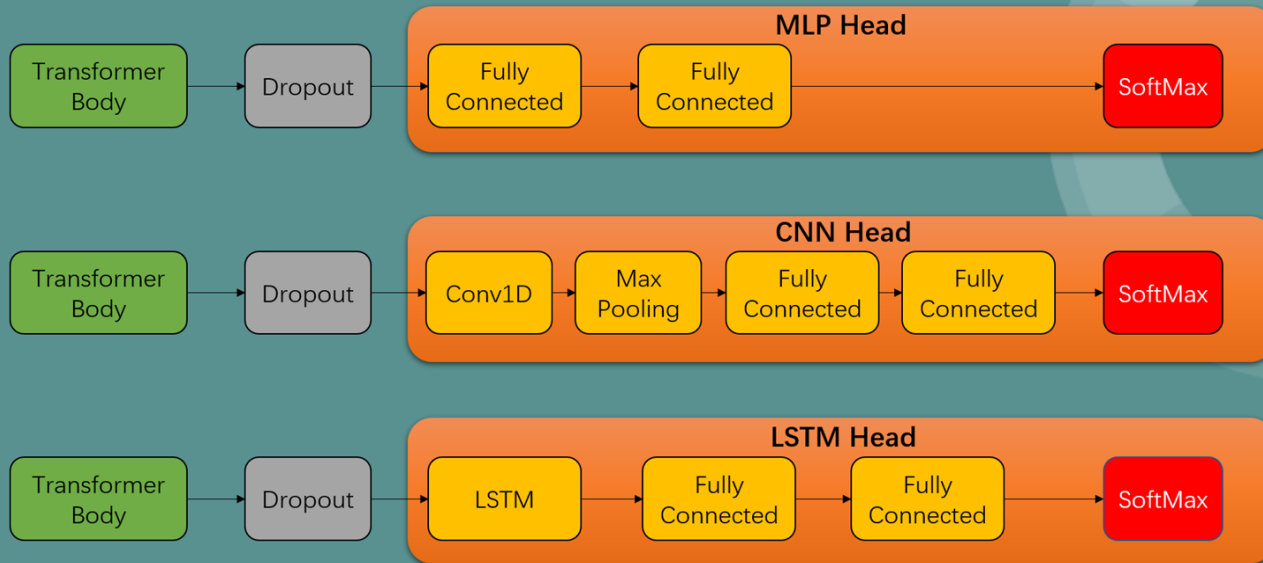 MLP Head
Transformer
Body
Dropout
Fully
Connected
Fully
Connected
SoftMax
CNN Head
Transformer
Body
Dropout
Conv1D
Max
Pooling
Fully
Connected
Fully
Connected
SoftMax
LSTM Head
Transformer
Body
Dropout
LSTM
Fully
Connected
Fully
Connected
SoftMax